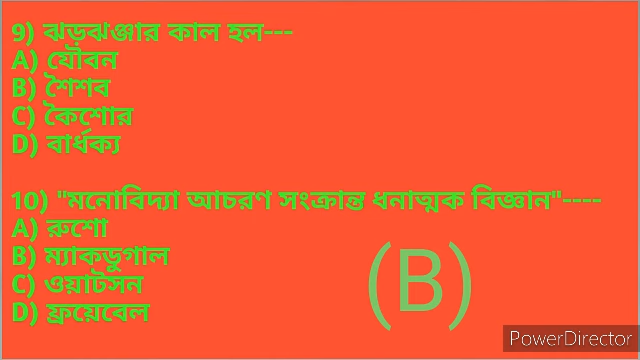 9) ঝড়ঝঞ্জার কাল হল---
A) যৌবন
B) শৈশব
C) কৈশোর
D) বার্ধক্য
10) "মনোবিদ্যা আচরণ সংক্রান্ত ধনাত্মক বিজ্ঞান"----
A) রুশো
B) ম্যাকডুগাল
C) ওয়াটসন
D) ফ্রয়েবেল
(B)
PowerDirector